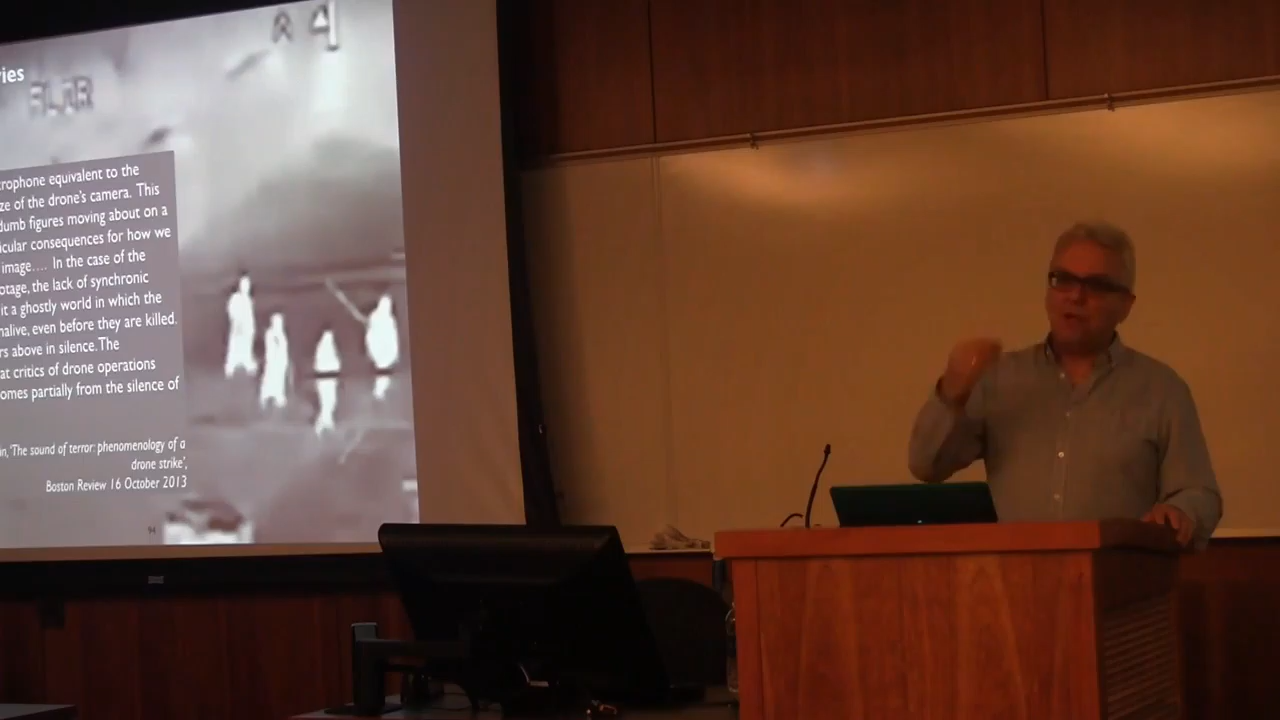 ries
FLIR
rophone equivalent to the
ze of the drone's camera. This
dumb figures moving about on a
icular consequences for how we
image.... In the case of the
otage, the lack of synchronic
it a ghostly world in which the
nalive, even before they are killed.
rs above in silence. The
at critics of drone operations
omes partially from the silence of
in, 'The sound of terror: phenomenology of a
drone strike',
Boston Review 16 October 2013